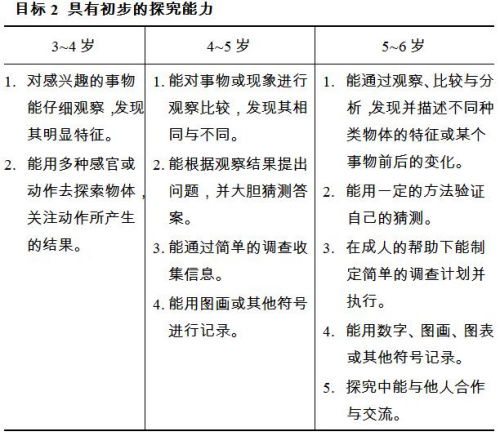 目标 2  具有初步的探究能力
3~4 岁
4~5 岁
5~6 岁
1. 对感兴趣的事物
能仔细观察，发现
其明显特征。
2. 能用多种感官或
动作去探索物体，
关注动作所产生
的结果。
1. 能对事物或现象进行
观察比较，发现其相
同与不同。
2. 能根据观察结果提出
问题，并大胆猜测答
案。
3. 能通过简单的调查收
集信息。
4. 能用图画或其他符号
进行记录。
1. 能通过观察、比较与分
析，发现并描述不同种
类物体的特征或某个
事物前后的变化。
2. 能用一定的方法验证
自己的猜测。
3. 在成人的帮助下能制
定简单的调查计划并
执行。
4. 能用数字、图画、图表
或其他符号记录。
5. 探究中能与他人合作
与交流。